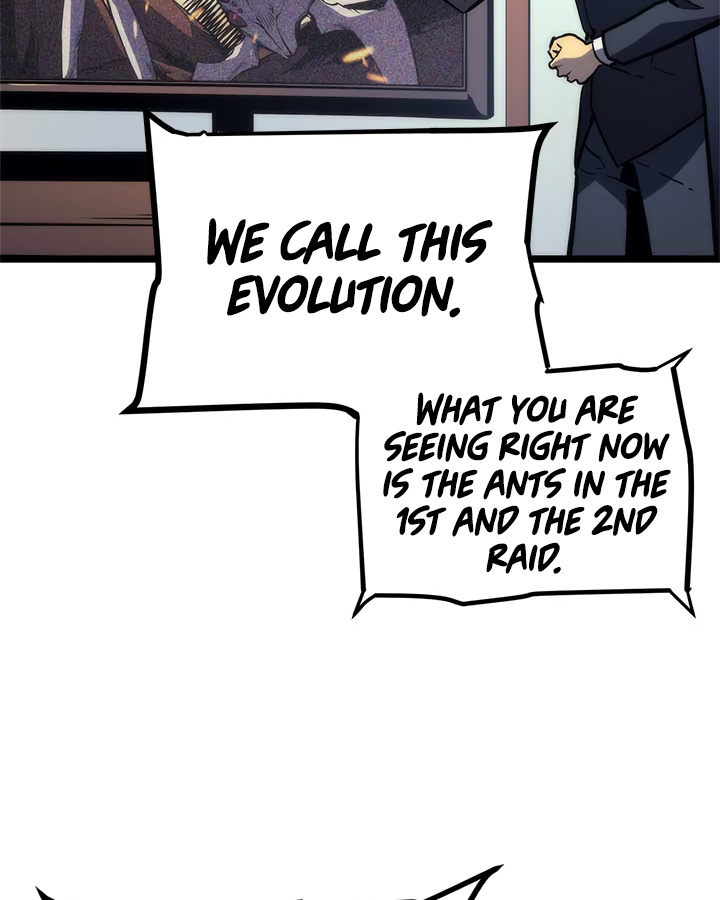 WE CALL THIS
EVOLUTION.
WHAT YOU ARE
SEEING RIGHT NOW
IS THE ANTS IN THE
1ST AND THE 2ND
RAID.